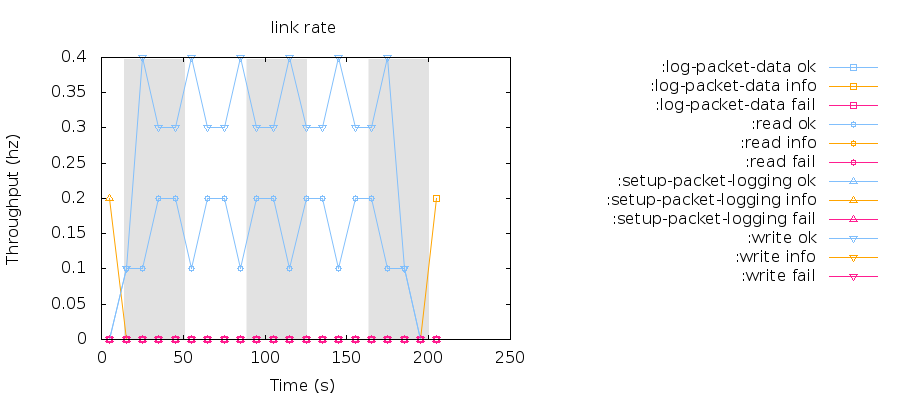 link rate
Throughput (hz)
0.4
0.35
0.3
0.25
0.2
0.15
0.1
0.05
0
0 50 100 150 200 250
Time (s)
:log-packet-data ok
:log-packet-data info
:log-packet-data fail
:read ok
:read info
:read fail
:setup-packet-logging ok
:setup-packet-logging info
:setup-packet-logging fail
:write ok
:write info
:write fail